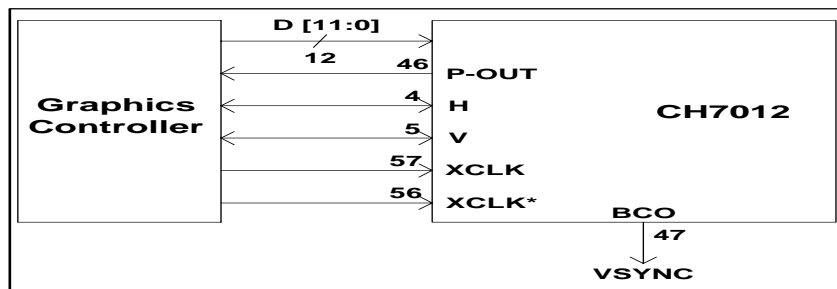 D [11:0]
12
46
P-OUT
Graphics
Controller
4
H
CH7012
5
V
57
XCLK
56
XCLK*
BCO
47
VSYNC